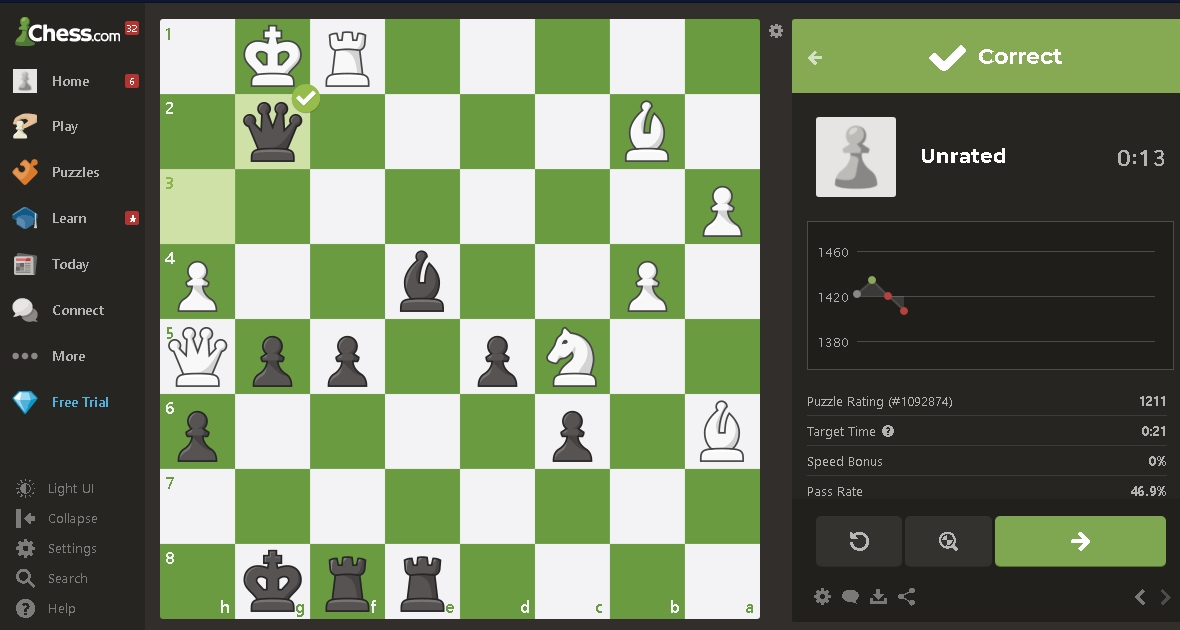 Chess.com 32
Home 6
Play
Puzzles
Learn
Today
Connect
More
Free Trial
Light UI
Collapse
Settings
Search
Help
1
2
3
4
5
6
7
8
h g f e d c b a
Correct
Unrated 0:13
1460
1420
1380
Puzzle Rating (#1092874) 1211
Target Time ? 0:21
Speed Bonus 0%
Pass Rate 46.9%